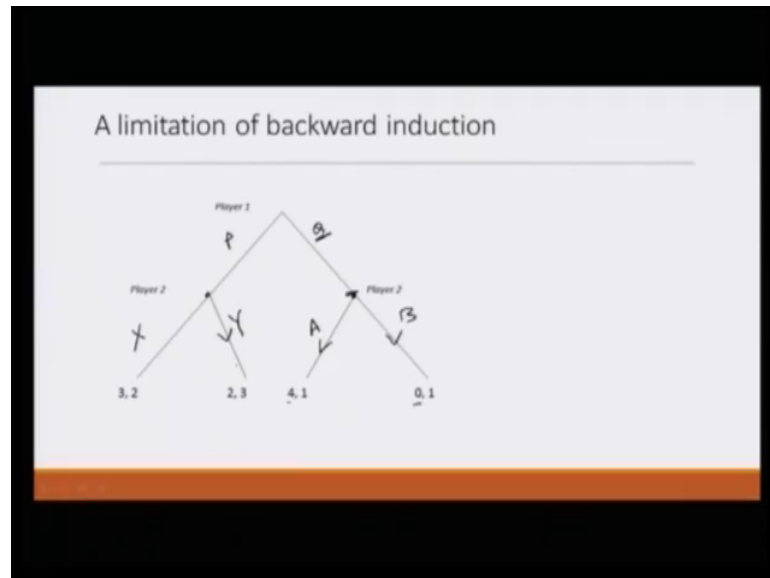 A limitation of backward induction
Player 1
P
Q
Player 2
Player 2
X
Y
A
B
3, 2
2, 3
4, 1
0, 1